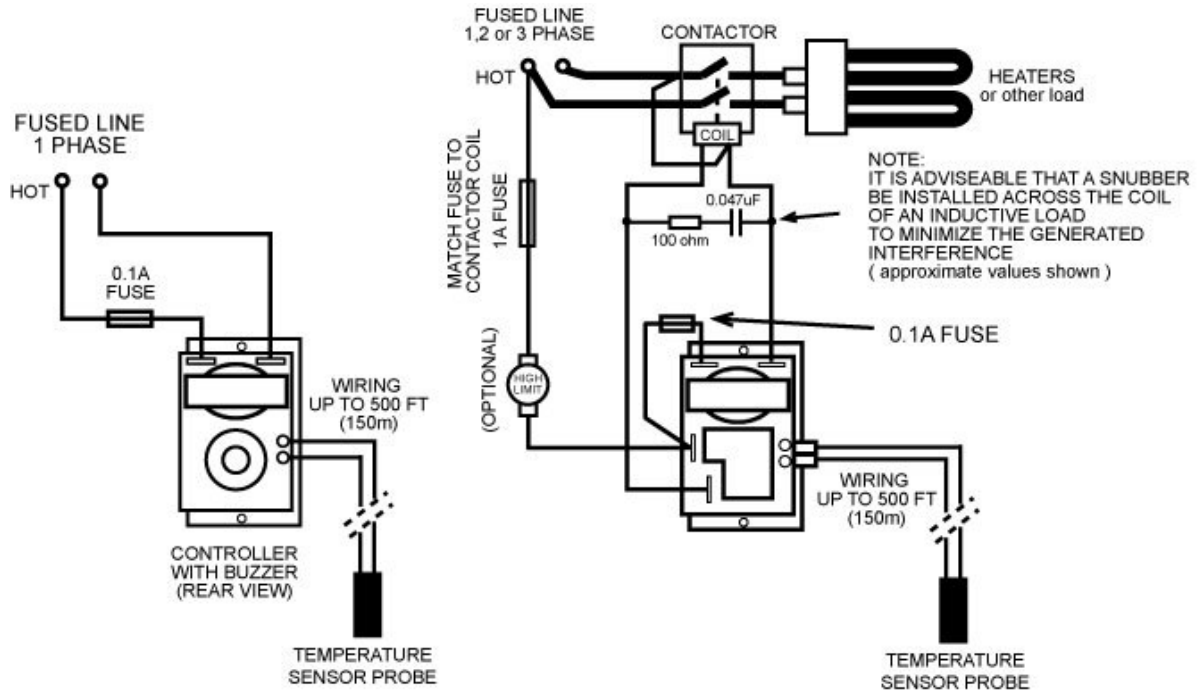 FUSED LINE
1 PHASE
HOT
0.1A
FUSE
WIRING
UP TO 500 FT
(150m)
CONTROLLER
WITH BUZZER
(REAR VIEW)
TEMPERATURE
SENSOR PROBE
FUSED LINE
1,2 or 3 PHASE
HOT
CONTACTOR
COIL
HEATERS
or other load
MATCH FUSE TO
CONTACTOR COIL
1A FUSE
0.047uF
100 ohm
NOTE:
IT IS ADVISEABLE THAT A SNUBBER
BE INSTALLED ACROSS THE COIL
OF AN INDUCTIVE LOAD
TO MINIMIZE THE GENERATED
INTERFERENCE
( approximate values shown )
0.1A FUSE
(OPTIONAL)
HIGH
LIMIT
WIRING
UP TO 500 FT
(150m)
TEMPERATURE
SENSOR PROBE